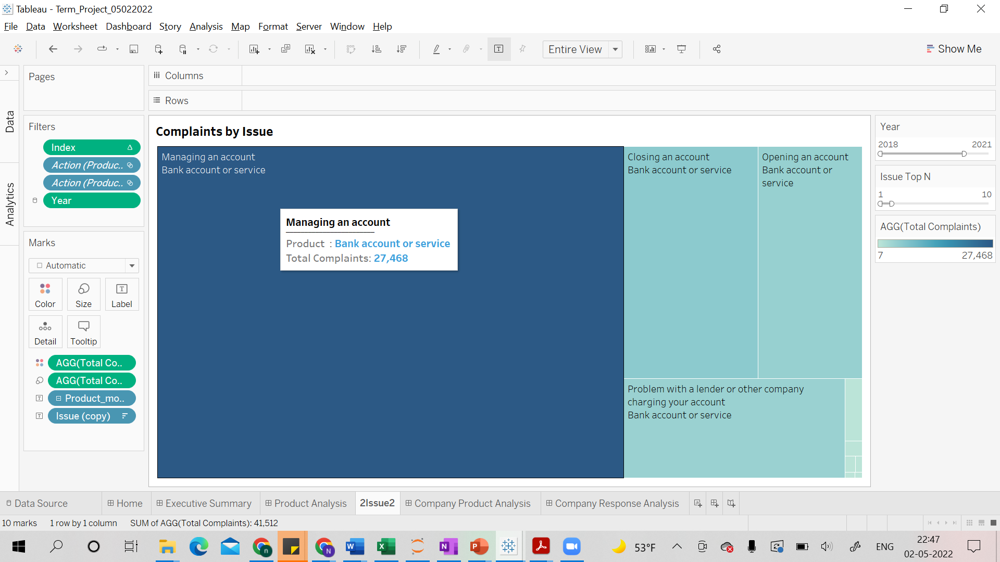 Tableau - Term_Project_05022022
File Data Worksheet Dashboard Story Analysis Map Format Server Window Help
Entire View
Show Me
Pages
Columns
Rows
Data
Analytics
Filters
Index
Action (Produc..
Action (Produc..
Year
Marks
Automatic
Color Size Label
Detail Tooltip
AGG(Total Co..
AGG(Total Co..
Product_mo..
Issue (copy)
Complaints by Issue
Managing an account
Bank account or service
Managing an account
Product : Bank account or service
Total Complaints: 27,468
Closing an account
Bank account or service
Opening an account
Bank account or
service
Problem with a lender or other company
charging your account
Bank account or service
Year
2018 2021
Issue Top N
1 10
AGG(Total Complaints)
7 27,468
Data Source Home Executive Summary Product Analysis 2Issue2 Company Product Analysis Company Response Analysis
10 marks 1 row by 1 column SUM of AGG(Total Complaints): 41,512
53°F
ENG
22:47
02-05-2022